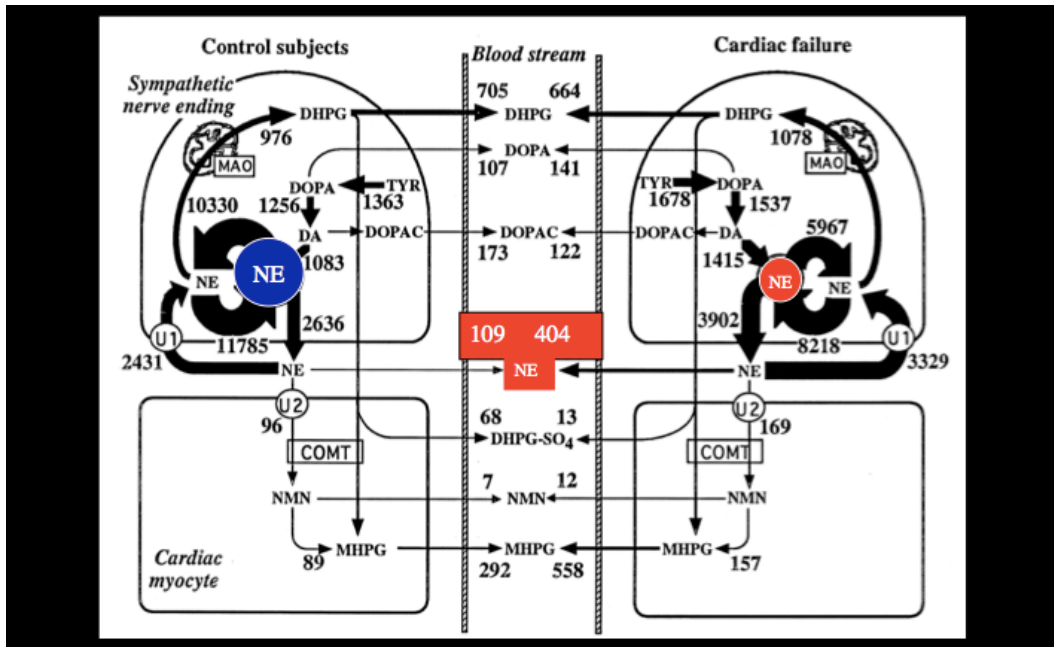 Control subjects
Blood stream
Cardiac failure
Sympathetic
nerve ending
705 664
DHPG DHPG DHPG
976 1078
MAO MAO
DOPA
107 141
DOPA TYR TYR DOPA
1256 1363 1678 1537
10330 5967
DA DOPAC DOPAC DOPAC DA
1083 173 122 1415
NE NE NE NE
2636 109 404 3902
U1 11785 8218 U1
2431 3329
NE NE NE
U2 U2
96 68 13 169
DHPG-SO4
COMT COMT
7 12
NMN NMN NMN
MHPG MHPG MHPG
89 292 558 157
Cardiac
myocyte